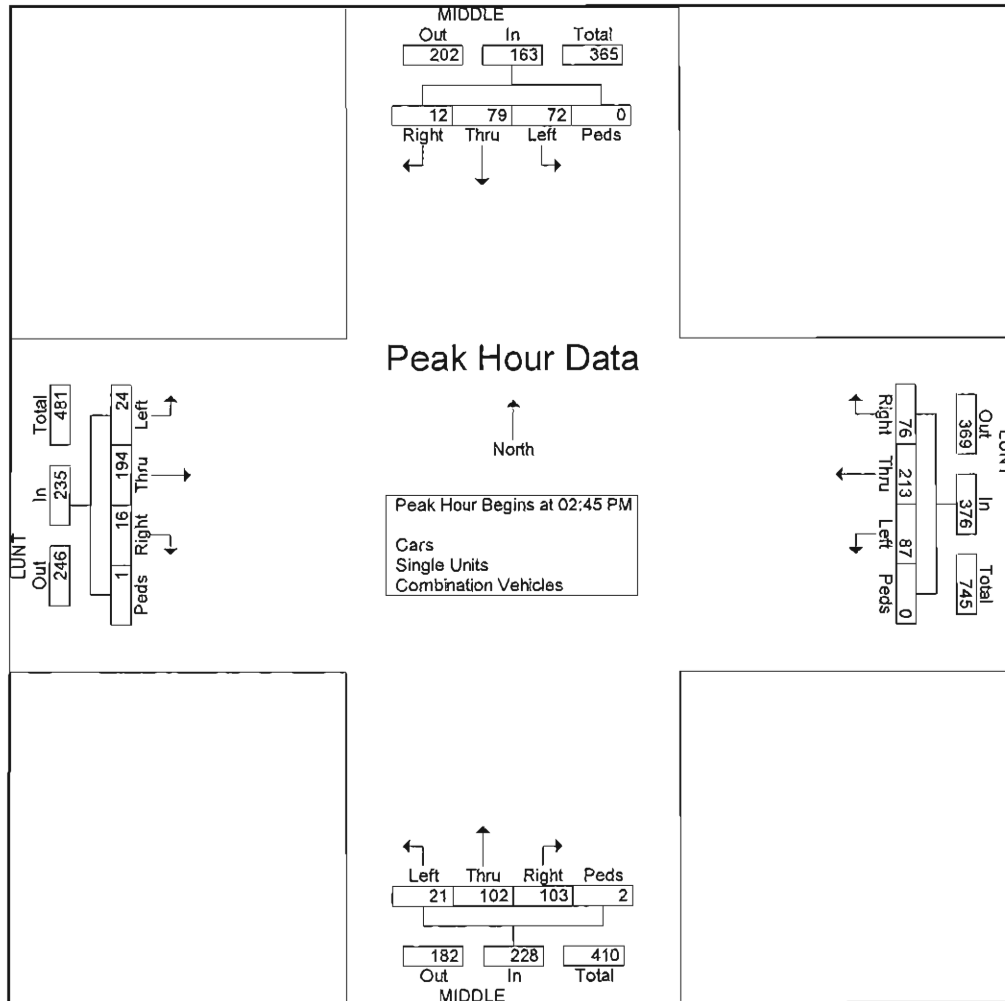 MIDDLE
Out In Total
202 163 365
12 79 72 0
Right Thru Left Peds
Peak Hour Data
North
Peak Hour Begins at 02:45 PM
Cars
Single Units
Combination Vehicles
LUNT
Out In Total
246 235 481
Left Thru Right Peds
24 194 16 1
LUNT
Out In Total
369 376 745
Right Thru Left Peds
76 213 87 0
Left Thru Right Peds
21 102 103 2
182 228 410
Out In Total
MIDDLE